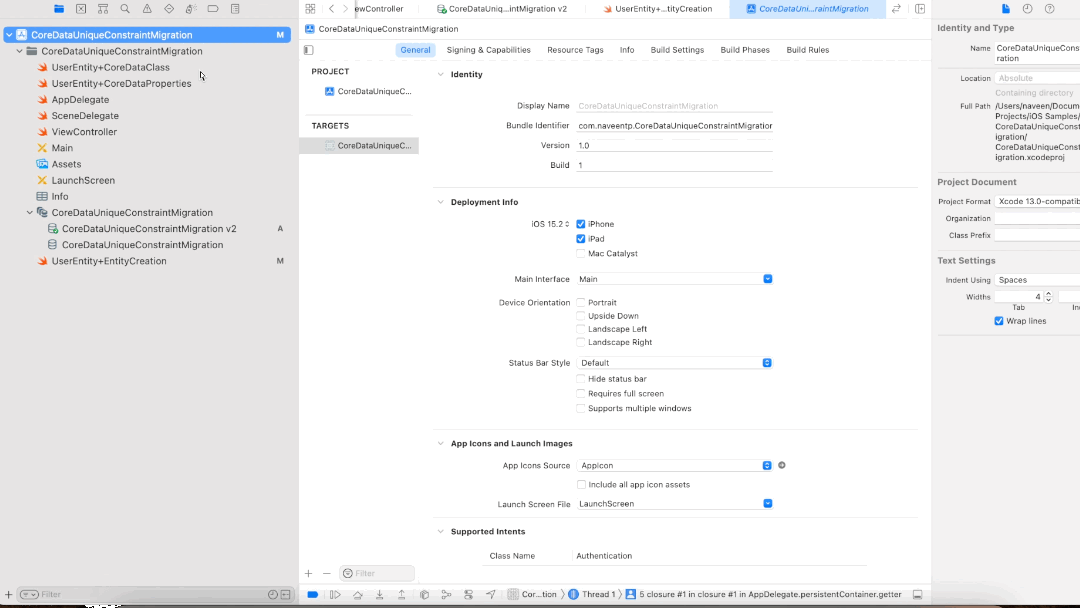 CoreDataUniqueConstraintMigration M
CoreDataUniqueConstraintMigration
UserEntity+CoreDataClass
UserEntity+CoreDataProperties
AppDelegate
SceneDelegate
ViewController
Main
Assets
LaunchScreen
Info
CoreDataUniqueConstraintMigration
CoreDataUniqueConstraintMigration v2 A
CoreDataUniqueConstraintMigration
UserEntity+EntityCreation M
Filter
ewController
CoreDataUniq...intMigration v2
UserEntity+...tityCreation
CoreDataUni...raintMigration
CoreDataUniqueConstraintMigration
General Signing & Capabilities Resource Tags Info Build Settings Build Phases Build Rules
PROJECT
CoreDataUniqueC...
TARGETS
CoreDataUniqueC...
Filter
Identity
Display Name CoreDataUniqueConstraintMigration
Bundle Identifier com.naveentp.CoreDataUniqueConstraintMigration
Version 1.0
Build 1
Deployment Info
iOS 15.2 iPhone
iPad
Mac Catalyst
Main Interface Main
Device Orientation Portrait
Upside Down
Landscape Left
Landscape Right
Status Bar Style Default
Hide status bar
Requires full screen
Supports multiple windows
App Icons and Launch Images
App Icons Source AppIcon
Include all app icon assets
Launch Screen File LaunchScreen
Supported Intents
Class Name Authentication
Cor...tion Thread 1 5 closure #1 in closure #1 in AppDelegate.persistentContainer.getter
Identity and Type
Name CoreDataUniqueCons
ration
Location Absolute
Containing directory
Full Path /Users/naveen/Docum
Projects/iOS Samples/
CoreDataUniqueConst
igration/
CoreDataUniqueConst
igration.xcodeproj
Project Document
Project Format Xcode 13.0-compatib
Organization
Class Prefix
Text Settings
Indent Using Spaces
Widths 4
Tab In
Wrap lines